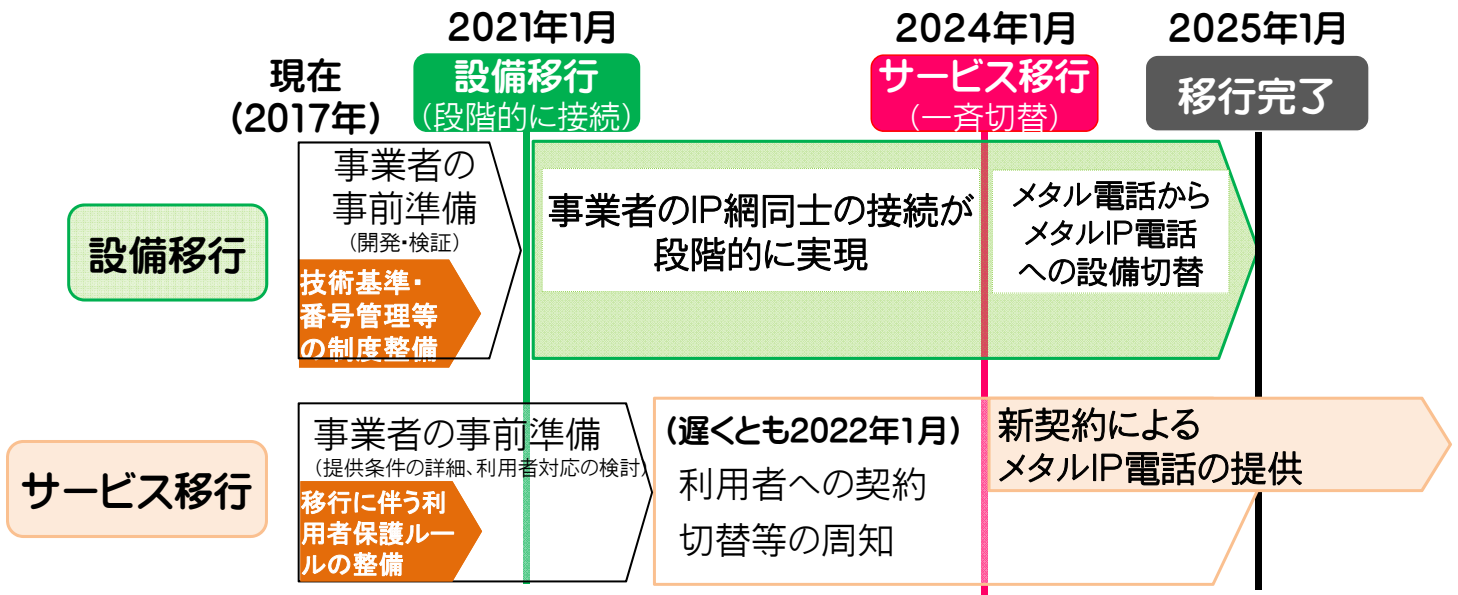 2021年1月
2024年1月
2025年1月
現在
(2017年)
設備移行
(段階的に接続)
サービス移行
(一斉切替)
移行完了
設備移行
事業者の
事前準備
(開発・検証)
技術基準・
番号管理等
の制度整備
事業者のIP網同士の接続が
段階的に実現
メタル電話から
メタルIP電話
への設備切替
サービス移行
事業者の事前準備
(提供条件の詳細、利用者対応の検討)
移行に伴う利
用者保護ルー
ルの整備
(遅くとも2022年1月)
利用者への契約
切替等の周知
新契約による
メタルIP電話の提供